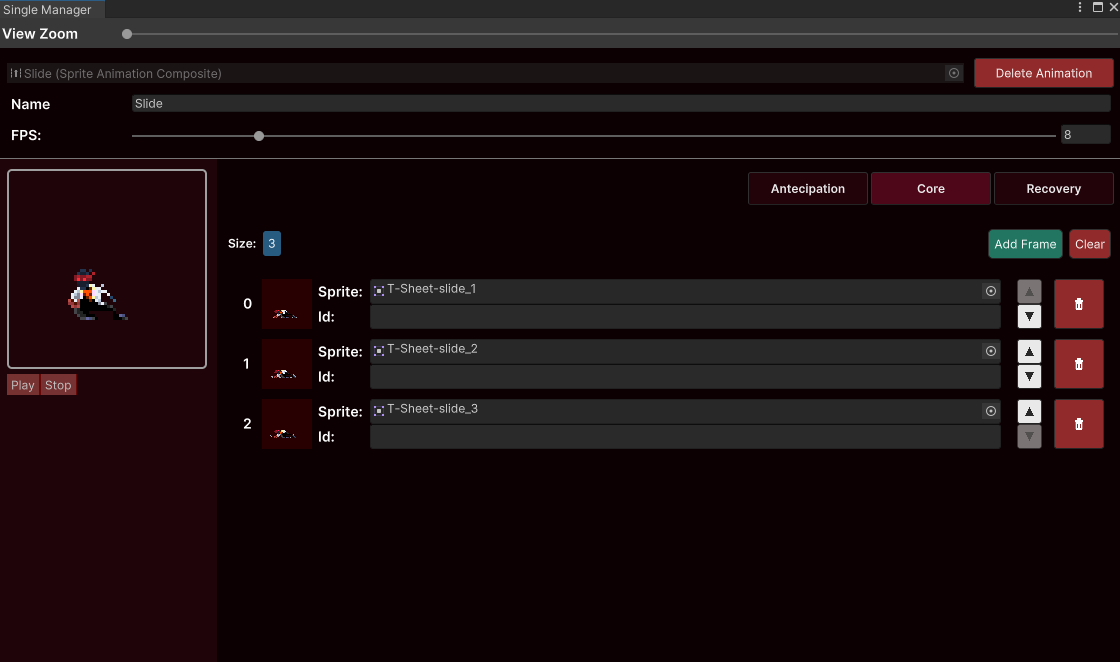 Single Manager
View Zoom
Slide (Sprite Animation Composite)
Delete Animation
Name
Slide
FPS:
8
Antecipation
Core
Recovery
Size:
3
Add Frame
Clear
0
Sprite:
T-Sheet-slide_1
Id:
1
Sprite:
T-Sheet-slide_2
Id:
2
Sprite:
T-Sheet-slide_3
Id:
Play
Stop